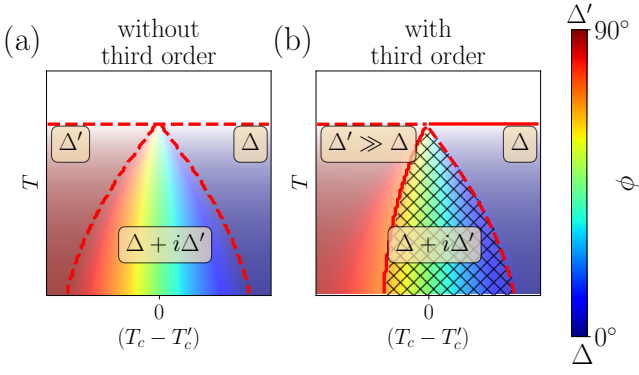 (a)
without
third order
Δ′
Δ
Δ + iΔ′
T
0
(T_c − T′_c)
(b)
with
third order
Δ′ ≫ Δ
Δ
Δ + iΔ′
T
0
(T_c − T′_c)
Δ′
90°
ϕ
0°
Δ